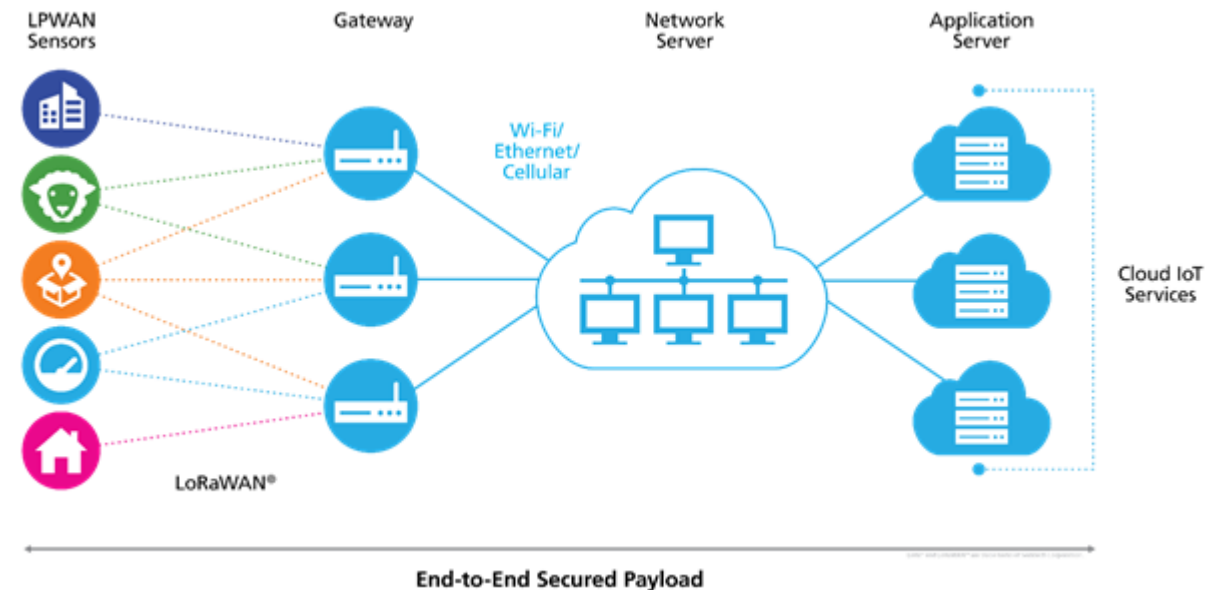 LPWAN
Sensors
Gateway
Network
Server
Application
Server
Wi-Fi/
Ethernet/
Cellular
Cloud IoT
Services
LoRaWAN®
End-to-End Secured Payload